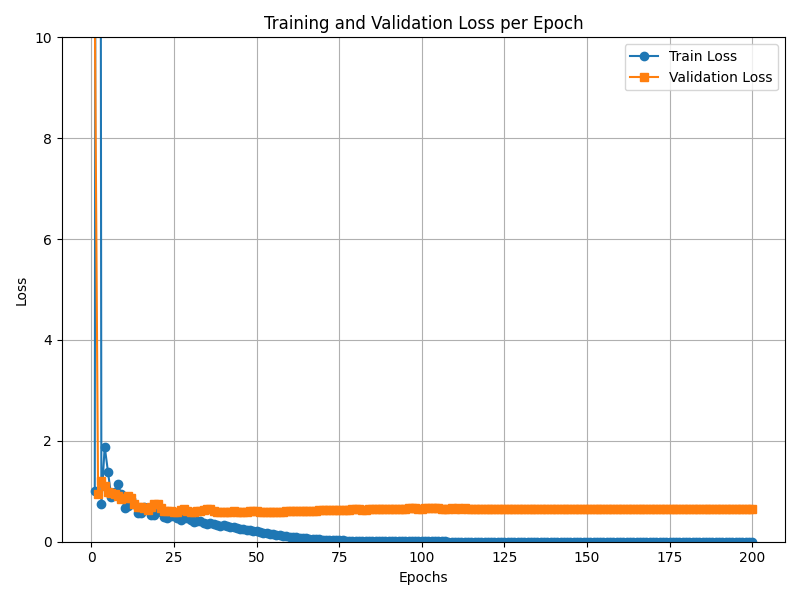 Training and Validation Loss per Epoch
Train Loss
Validation Loss
Loss
10
8
6
4
2
0
0 25 50 75 100 125 150 175 200
Epochs